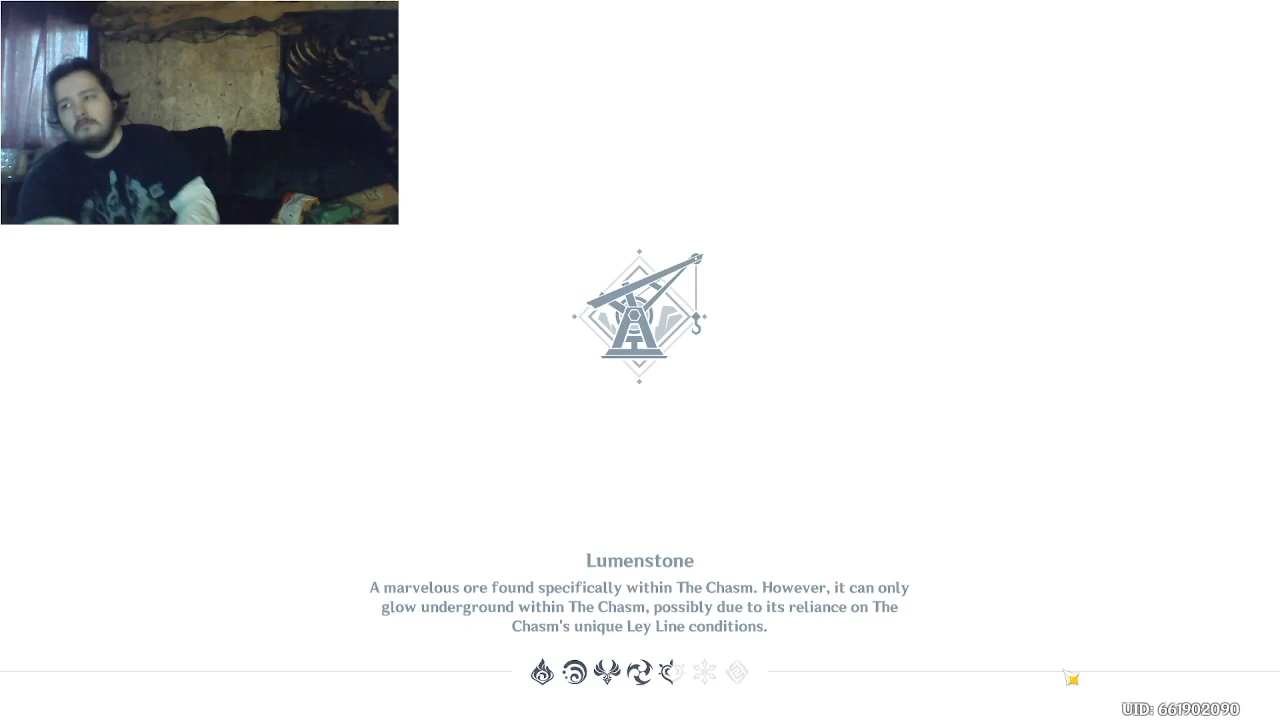 Lumenstone
A marvelous ore found specifically within The Chasm. However, it can only
glow underground within The Chasm, possibly due to its reliance on The
Chasm's unique Ley Line conditions.
UID: 661902090